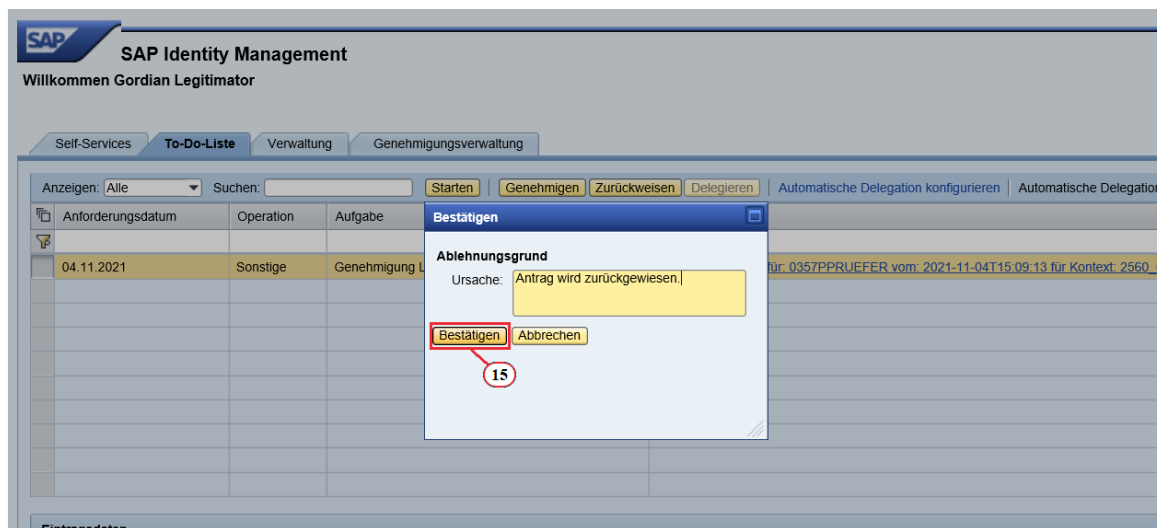 SAP
SAP Identity Management
Willkommen Gordian Legitimator
Self-Services To-Do-Liste Verwaltung Genehmigungsverwaltung
Anzeigen: Alle Suchen: Starten Genehmigen Zurückweisen Delegieren Automatische Delegation konfigurieren Automatische Delegation
Anforderungsdatum Operation Aufgabe
Bestätigen
Ablehnungsgrund
04.11.2021 Sonstige Genehmigung L für: 0357PPRUEFER vom: 2021-11-04T15:09:13 für Kontext: 2560_
Ursache: Antrag wird zurückgewiesen.
Bestätigen Abbrechen
15